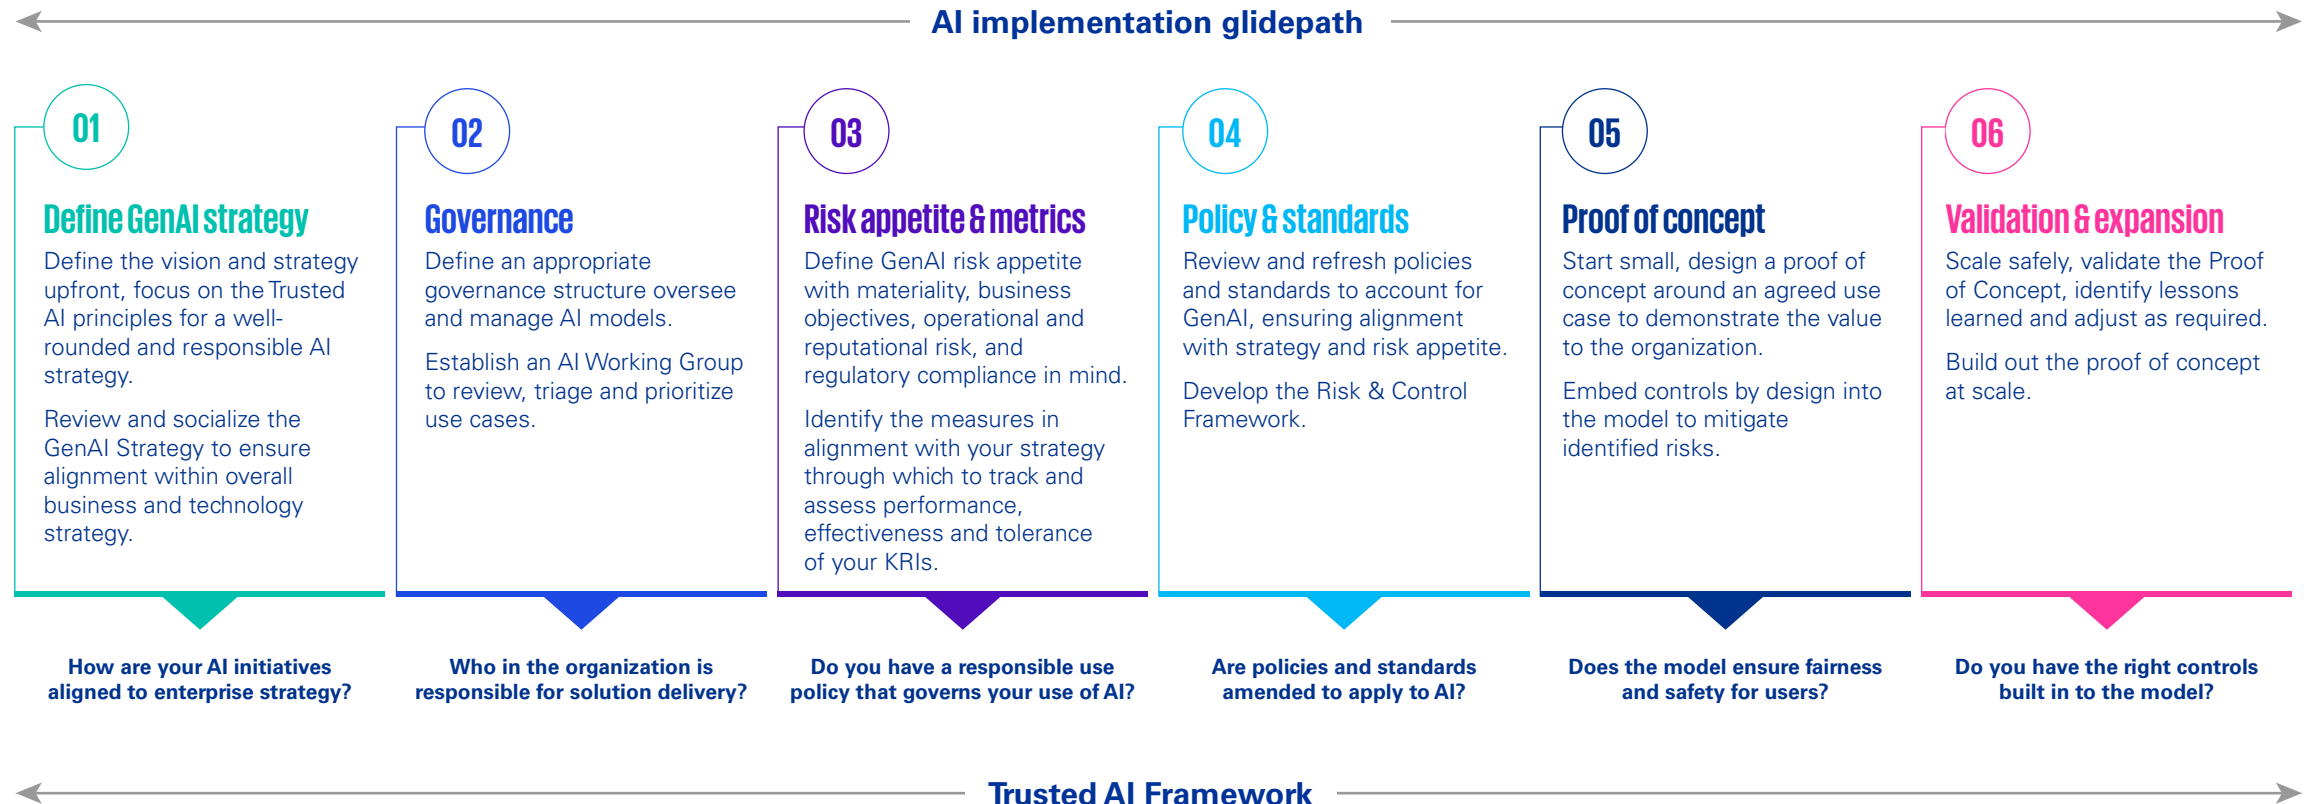 AI implementation glidepath
01
Define GenAI strategy
Define the vision and strategy
upfront, focus on the Trusted
AI principles for a well-
rounded and responsible AI
strategy.
Review and socialize the
GenAI Strategy to ensure
alignment within overall
business and technology
strategy.
How are your AI initiatives
aligned to enterprise strategy?
02
Governance
Define an appropriate
governance structure oversee
and manage AI models.
Establish an AI Working Group
to review, triage and prioritize
use cases.
Who in the organization is
responsible for solution delivery?
03
Risk appetite & metrics
Define GenAI risk appetite
with materiality, business
objectives, operational and
reputational risk, and
regulatory compliance in mind.
Identify the measures in
alignment with your strategy
through which to track and
assess performance,
effectiveness and tolerance
of your KRIs.
Do you have a responsible use
policy that governs your use of AI?
04
Policy & standards
Review and refresh policies
and standards to account for
GenAI, ensuring alignment
with strategy and risk appetite.
Develop the Risk & Control
Framework.
Are policies and standards
amended to apply to AI?
05
Proof of concept
Start small, design a proof of
concept around an agreed use
case to demonstrate the value
to the organization.
Embed controls by design into
the model to mitigate
identified risks.
Does the model ensure fairness
and safety for users?
06
Validation & expansion
Scale safely, validate the Proof
of Concept, identify lessons
learned and adjust as required.
Build out the proof of concept
at scale.
Do you have the right controls
built in to the model?
Trusted AI Framework